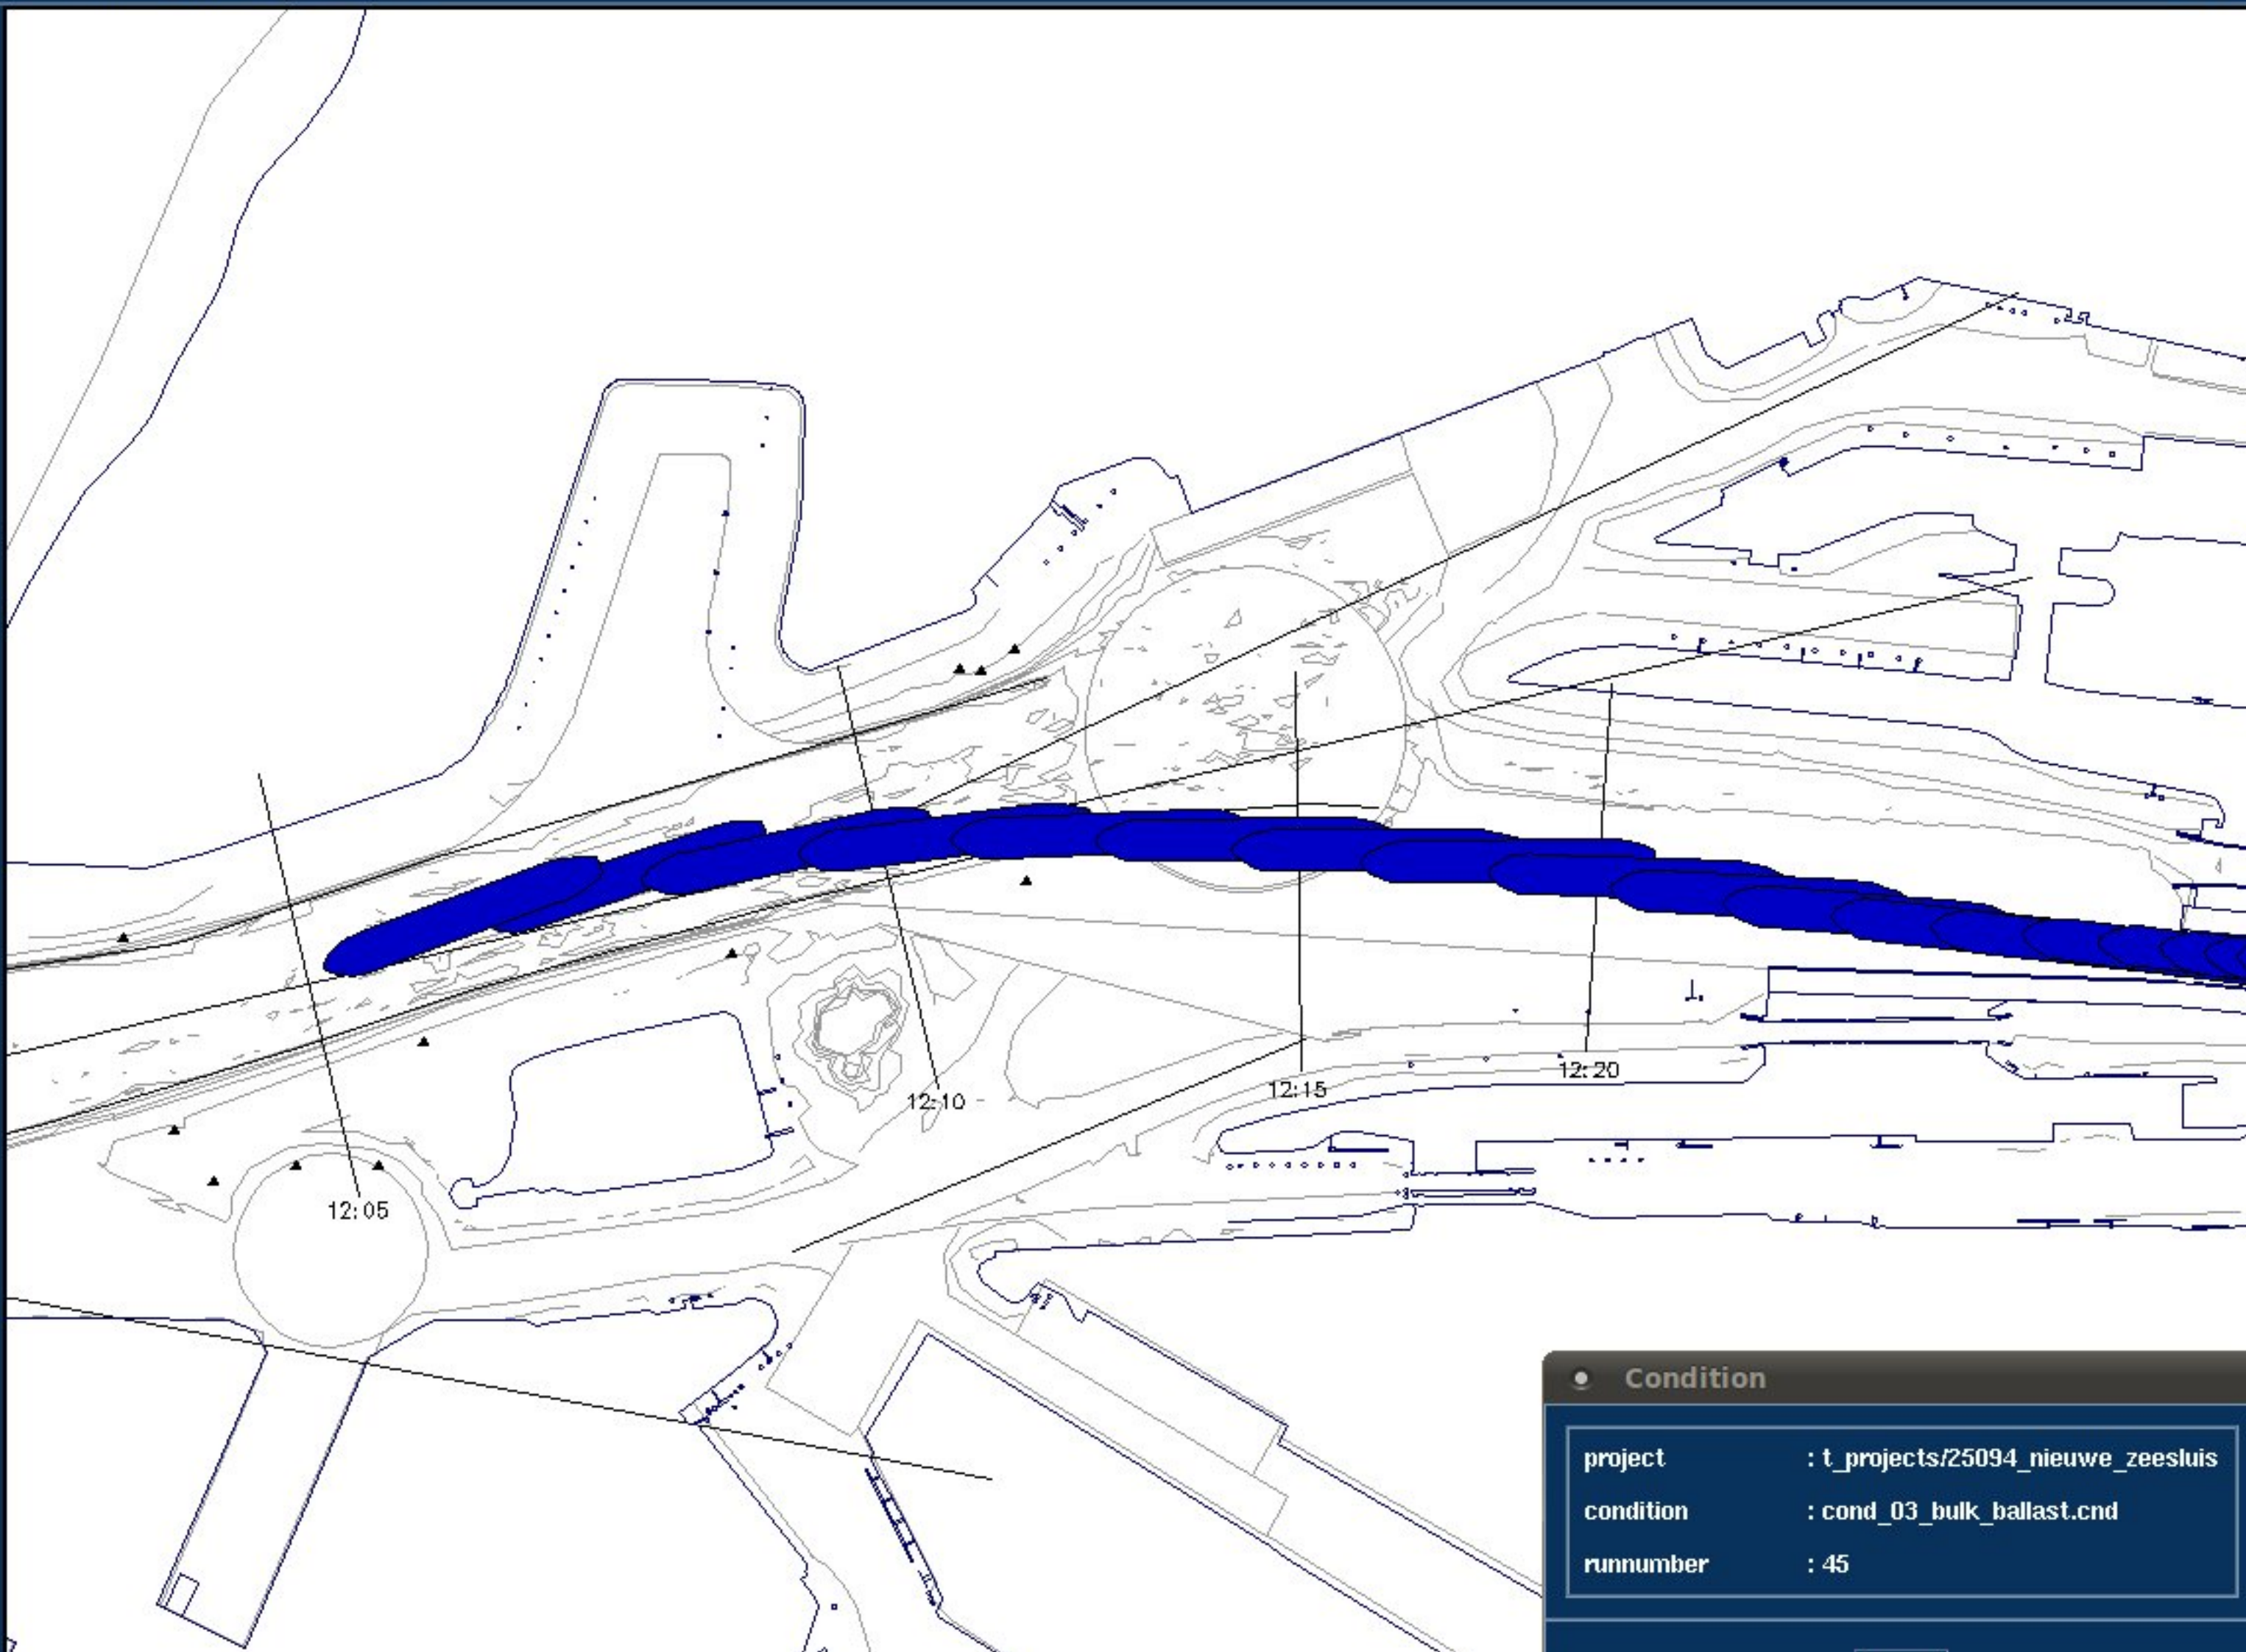 12:05
12:10
12:15
12:20
Condition
project : t_projects/25094_nieuwe_zeesluis
condition : cond_03_bulk_ballast.cnd
runnumber : 45